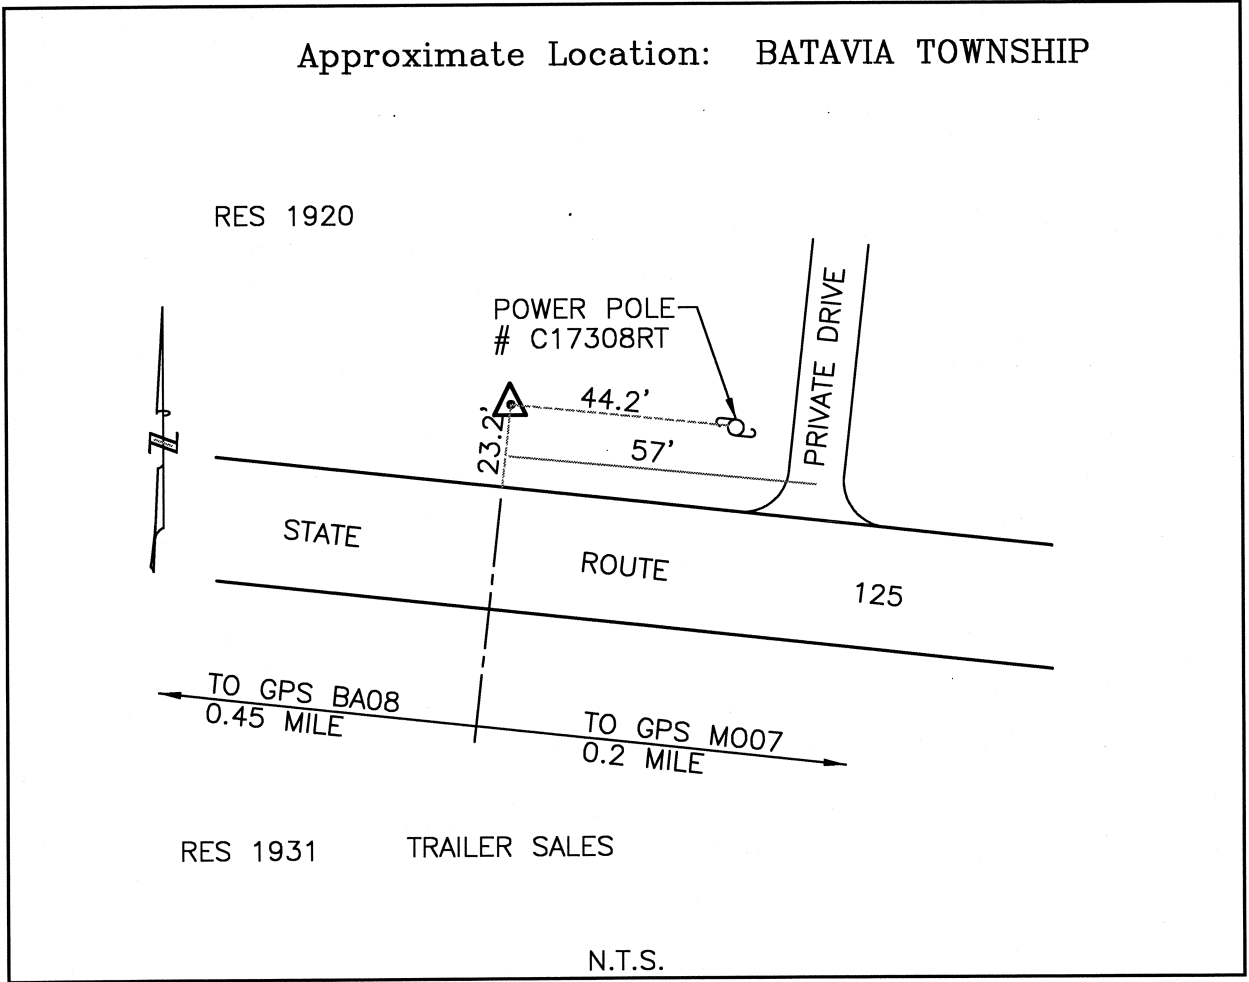 Approximate Location: BATAVIA TOWNSHIP
RES 1920
POWER POLE
# C17308RT
PRIVATE DRIVE
44.2'
23.2'
57'
N
STATE ROUTE 125
TO GPS BA08
0.45 MILE
TO GPS MO07
0.2 MILE
RES 1931
TRAILER SALES
N.T.S.